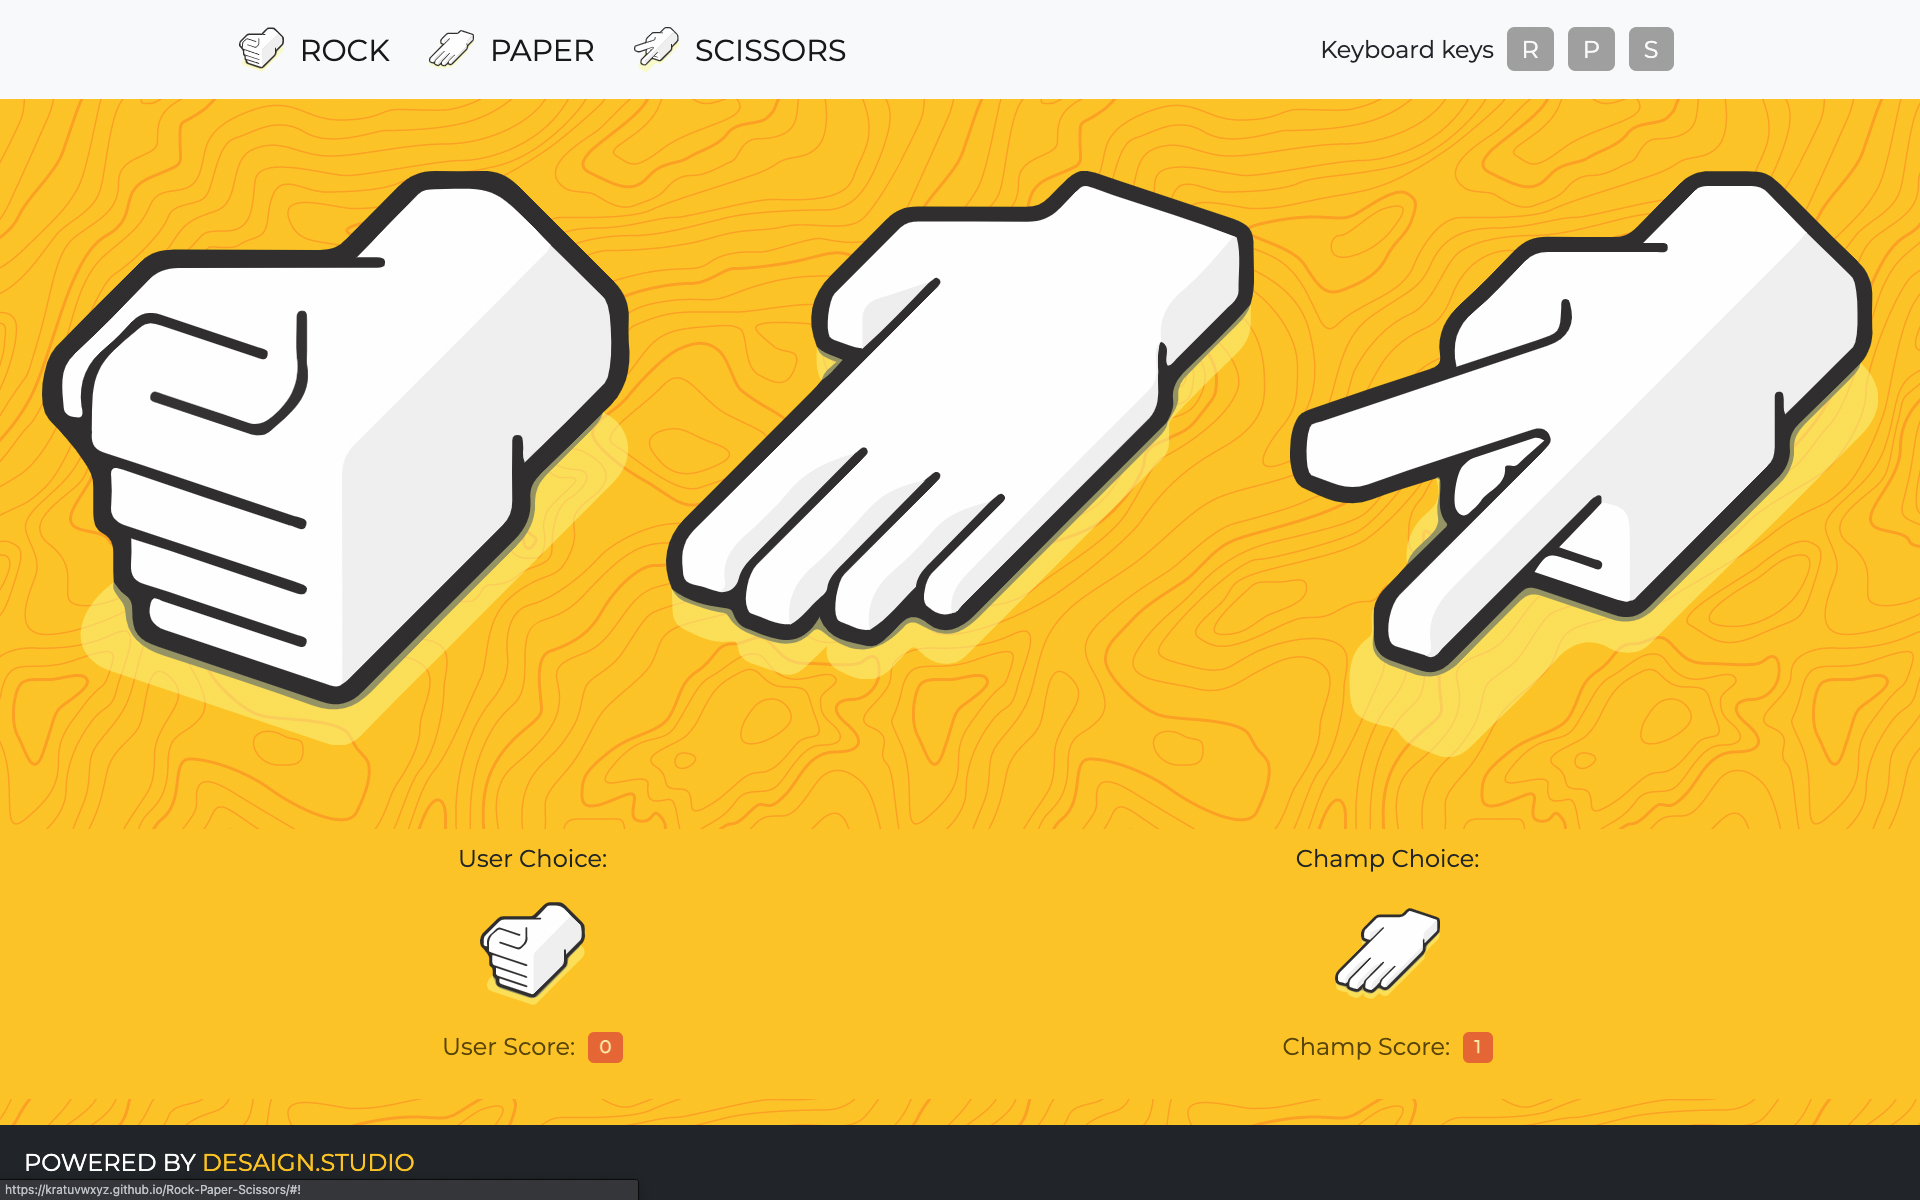 ROCK PAPER SCISSORS Keyboard keys R P S
User Choice: Champ Choice:
User Score: 0 Champ Score: 1
POWERED BY DESAIGN.STUDIO
https://kratuvwxyz.github.io/Rock-Paper-Scissors/#!